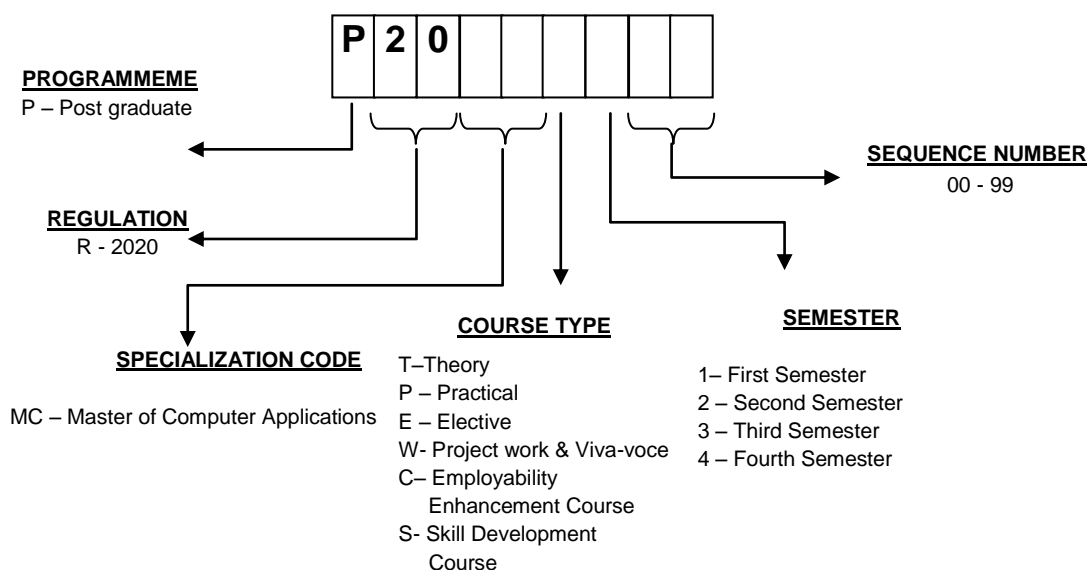 P 2 0
PROGRAMMEME
P – Post graduate
SEQUENCE NUMBER
00 - 99
REGULATION
R - 2020
SPECIALIZATION CODE
MC – Master of Computer Applications
COURSE TYPE
T–Theory
P – Practical
E – Elective
W- Project work & Viva-voce
C– Employability
Enhancement Course
S- Skill Development
Course
SEMESTER
1– First Semester
2 – Second Semester
3 – Third Semester
4 – Fourth Semester